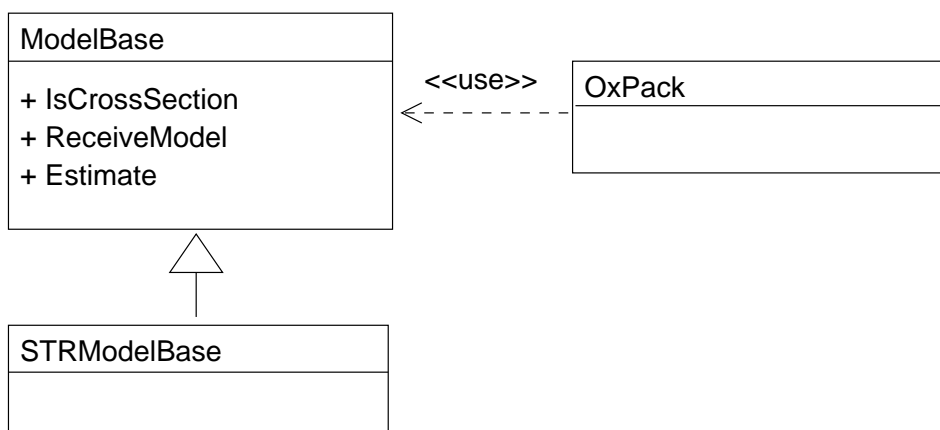 ModelBase
+ IsCrossSection
+ ReceiveModel
+ Estimate
<<use>>
OxPack
STRModelBase